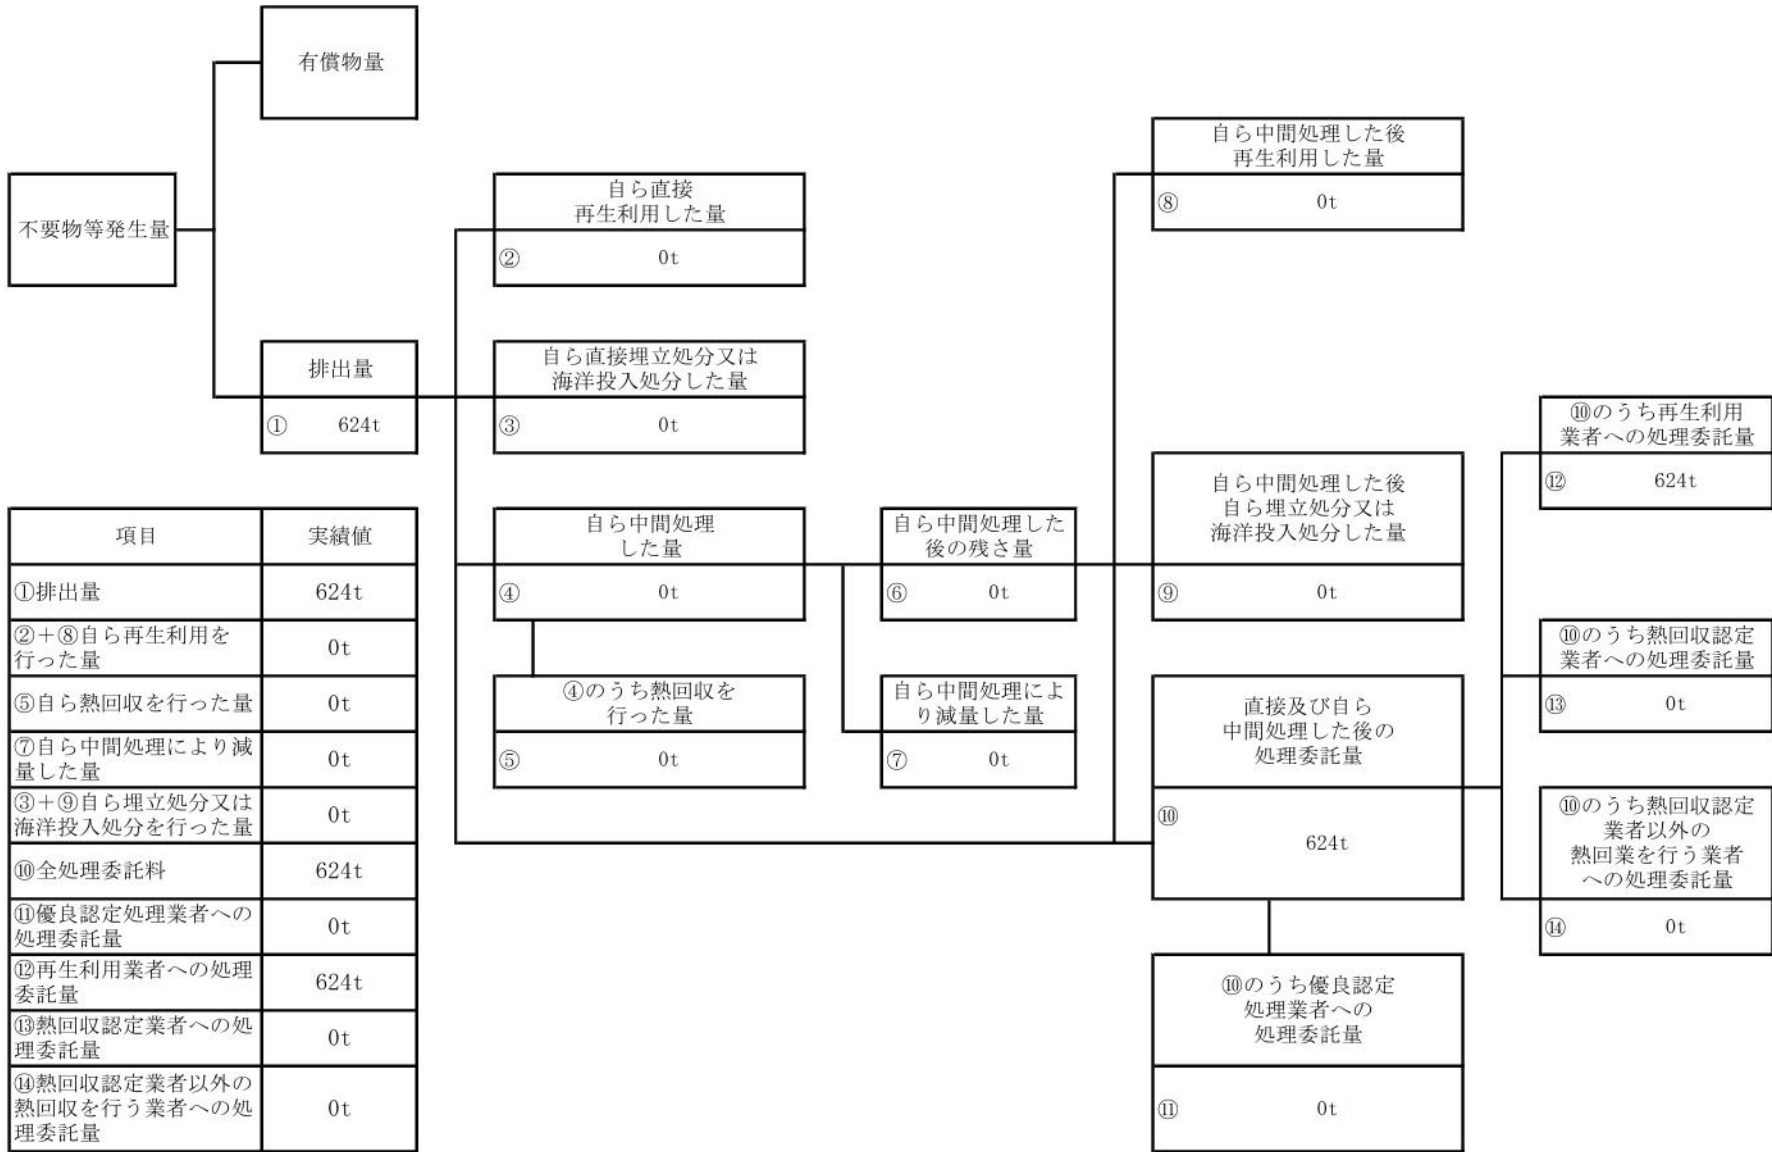 有償物量
不要物等発生量
排出量
① 624t
自ら直接
再生利用した量
② 0t
自ら直接埋立処分又は
海洋投入処分した量
③ 0t
自ら中間処理
した量
④ 0t
④のうち熱回収を
行った量
⑤ 0t
自ら中間処理した
後の残さ量
⑥ 0t
自ら中間処理によ
り減量した量
⑦ 0t
自ら中間処理した後
再生利用した量
⑧ 0t
自ら中間処理した後
自ら埋立処分又は
海洋投入処分した量
⑨ 0t
直接及び自ら
中間処理した後の
処理委託量
⑩
624t
⑩のうち優良認定
処理業者への
処理委託量
⑪ 0t
⑩のうち再生利用
業者への処理委託量
⑫ 624t
⑩のうち熱回収認定
業者への処理委託量
⑬ 0t
⑩のうち熱回収認定
業者以外の
熱回業を行う業者
への処理委託量
⑭ 0t
項目 実績値
①排出量 624t
②+⑧自ら再生利用を
行った量 0t
⑤自ら熱回収を行った量 0t
⑦自ら中間処理により減
量した量 0t
③+⑨自ら埋立処分又は
海洋投入処分を行った量 0t
⑩全処理委託料 624t
⑪優良認定処理業者への
処理委託量 0t
⑫再生利用業者への処理
委託量 624t
⑬熱回収認定業者への処
理委託量 0t
⑭熱回収認定業者以外の
熱回収を行う業者への処
理委託量 0t